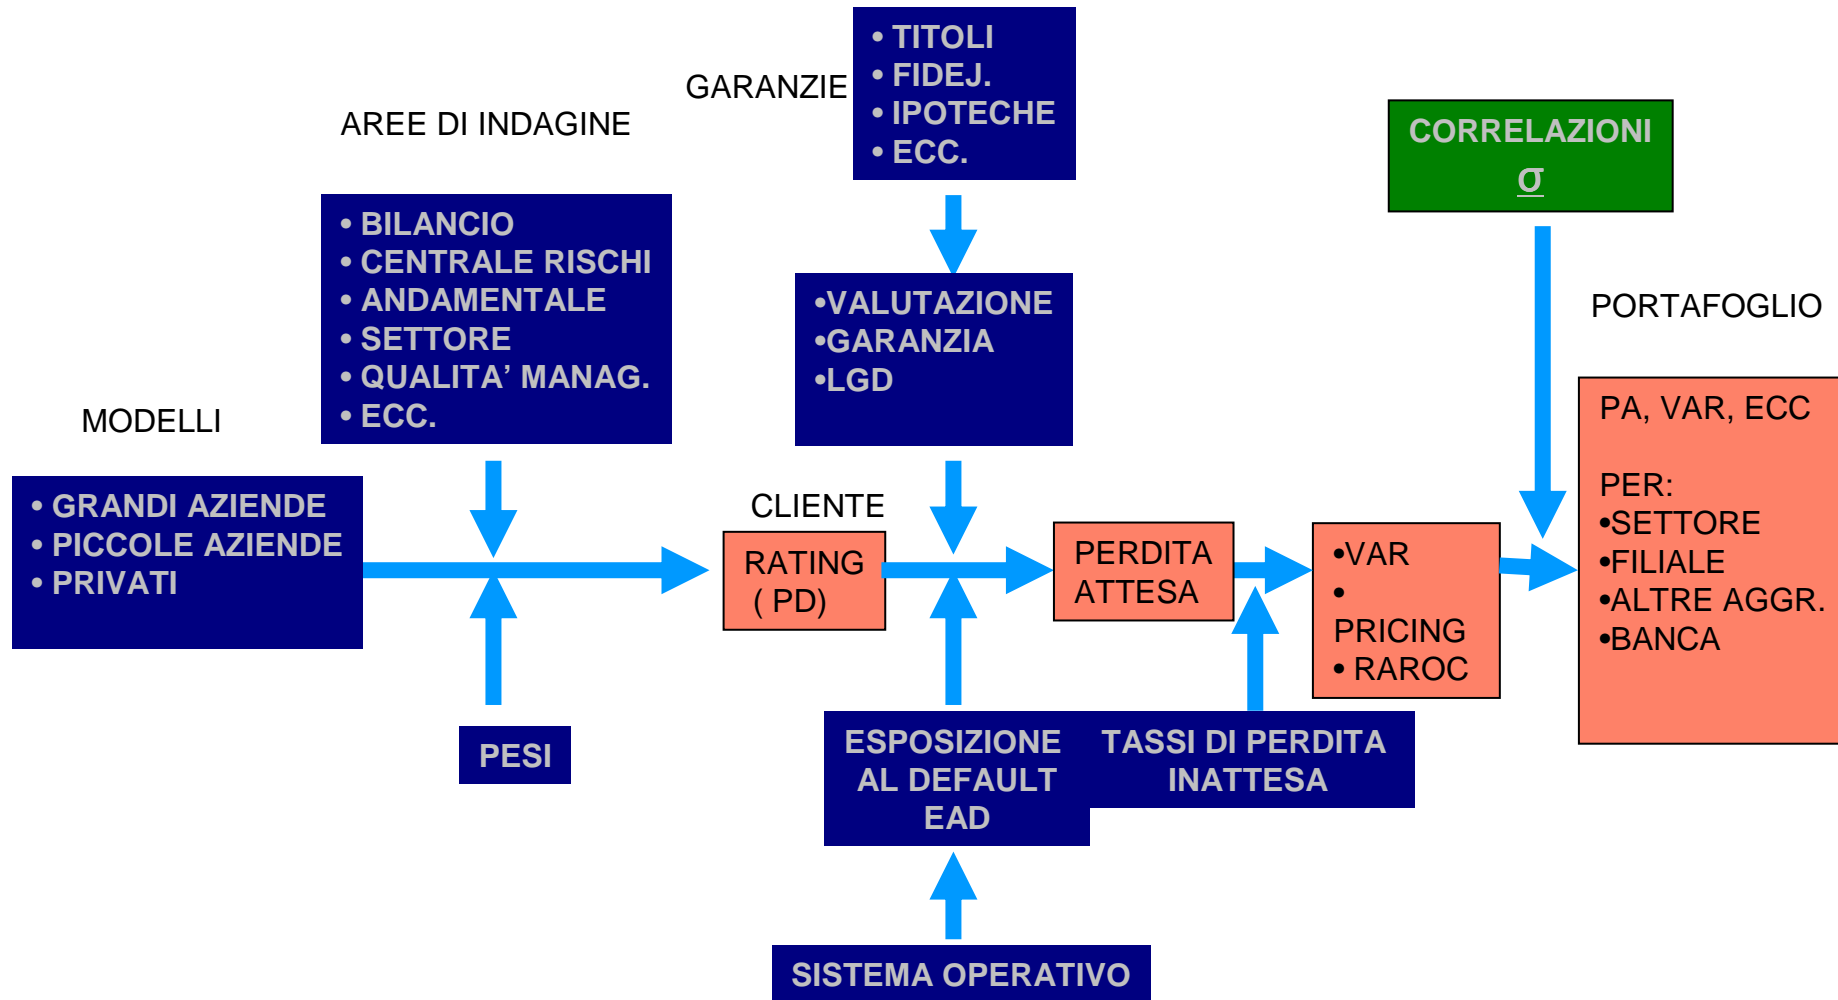 GARANZIE
• TITOLI
• FIDEJ.
• IPOTECHE
• ECC.
AREE DI INDAGINE
• BILANCIO
• CENTRALE RISCHI
• ANDAMENTALE
• SETTORE
• QUALITA’ MANAG.
• ECC.
•VALUTAZIONE
•GARANZIA
•LGD
CORRELAZIONI
σ
PORTAFOGLIO
MODELLI
• GRANDI AZIENDE
• PICCOLE AZIENDE
• PRIVATI
CLIENTE
RATING
( PD)
PERDITA
ATTESA
•VAR
•
PRICING
• RAROC
PA, VAR, ECC
PER:
•SETTORE
•FILIALE
•ALTRE AGGR.
•BANCA
PESI
ESPOSIZIONE
AL DEFAULT
EAD
TASSI DI PERDITA
INATTESA
SISTEMA OPERATIVO